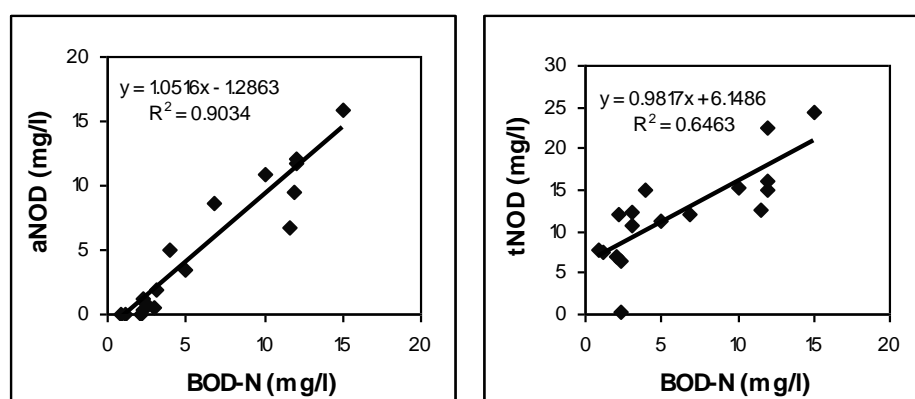 20
15
10
5
0
aNOD (mg/l)
y = 1.0516x - 1.2863
R² = 0.9034
0 5 10 15 20
BOD-N (mg/l)
30
25
20
15
10
5
0
tNOD (mg/l)
y = 0.9817x + 6.1486
R² = 0.6463
0 5 10 15 20
BOD-N (mg/l)